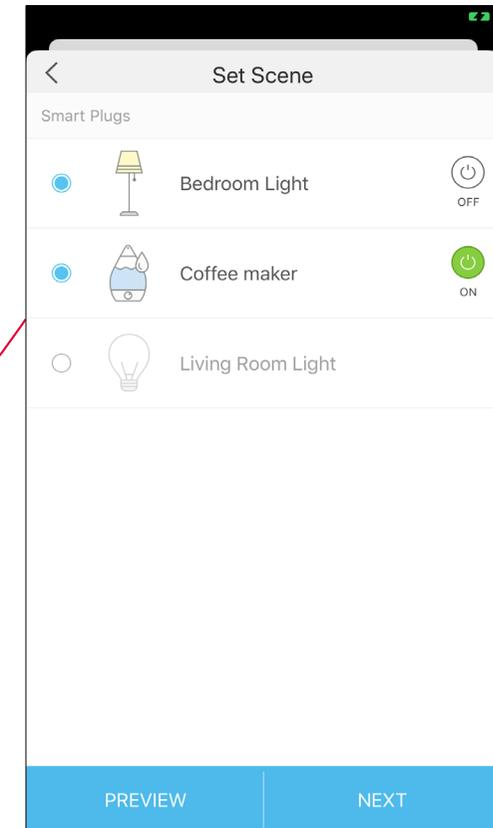 Set Scene
Smart Plugs
Bedroom Light
OFF
Coffee maker
ON
Living Room Light
PREVIEW NEXT